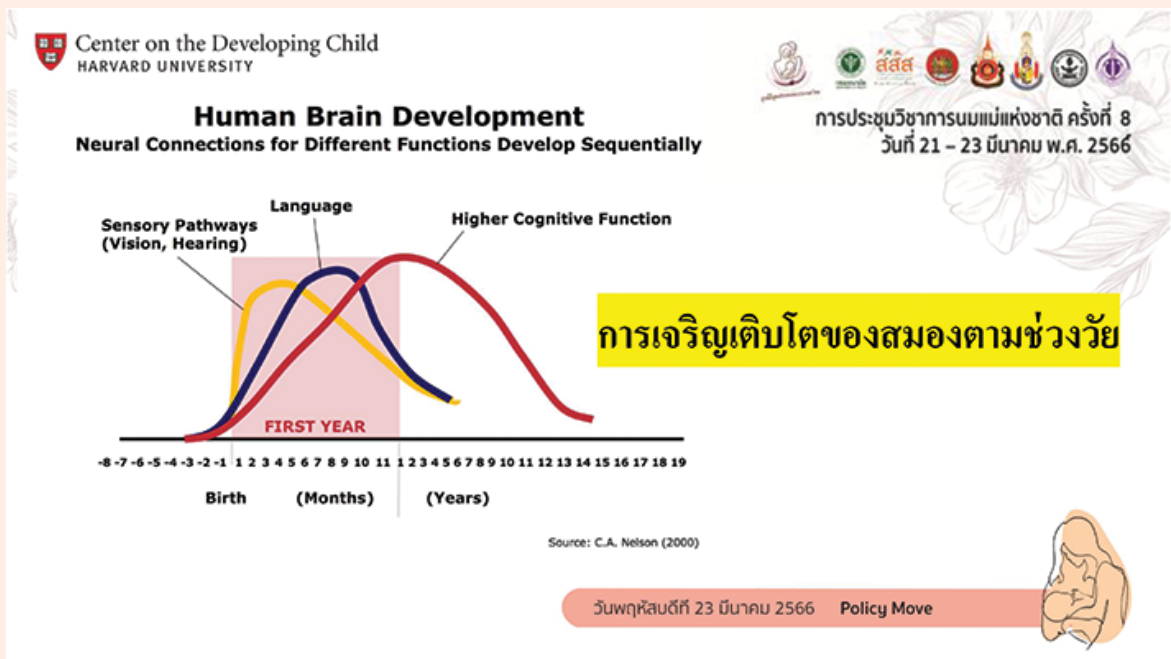 Center on the Developing Child
HARVARD UNIVERSITY
สสส
การประชุมวิชาการนมแม่แห่งชาติ ครั้งที่ 8
วันที่ 21 – 23 มีนาคม พ.ศ. 2566
Human Brain Development
Neural Connections for Different Functions Develop Sequentially
Language
Sensory Pathways
(Vision, Hearing)
Higher Cognitive Function
การเจริญเติบโตของสมองตามช่วงวัย
FIRST YEAR
-8 -7 -6 -5 -4 -3 -2 -1 1 2 3 4 5 6 7 8 9 10 11 1 2 3 4 5 6 7 8 9 10 11 12 13 14 15 16 17 18 19
Birth (Months) (Years)
Source: C.A. Nelson (2000)
วันพฤหัสบดีที่ 23 มีนาคม 2566 Policy Move